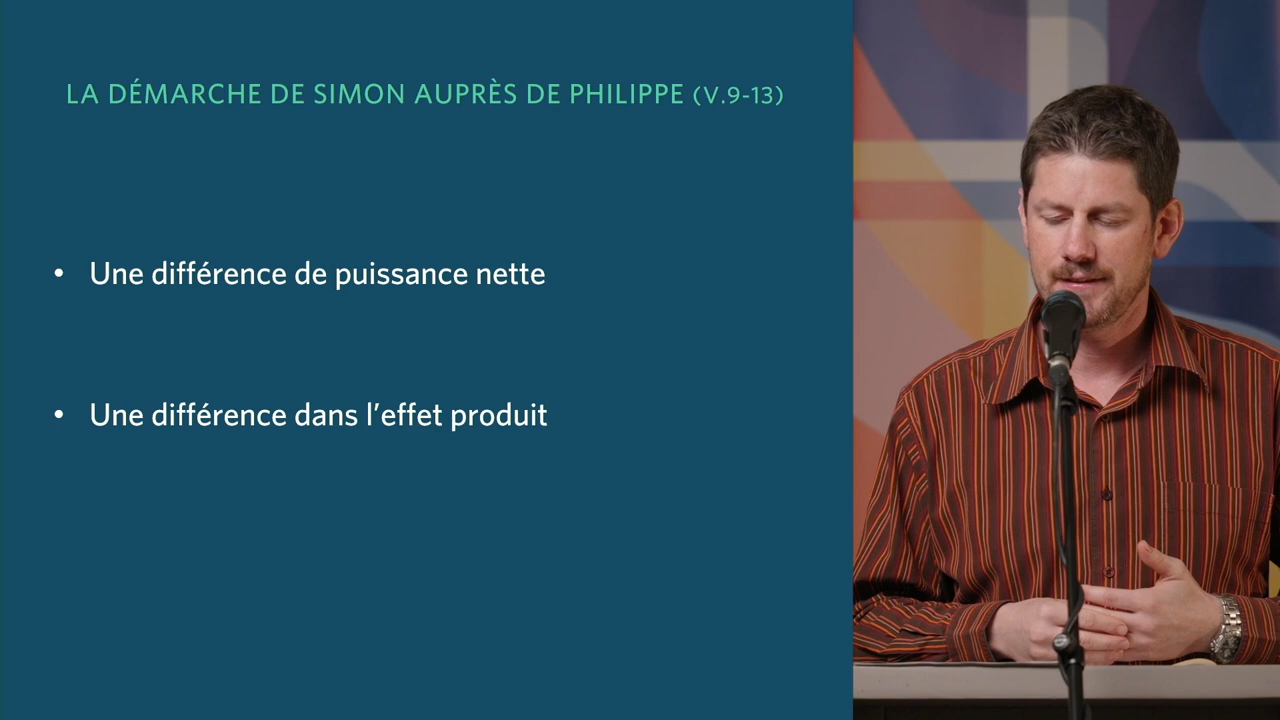 LA DÉMARCHE DE SIMON AUPRÈS DE PHILIPPE (V.9-13)
• Une différence de puissance nette
• Une différence dans l’effet produit